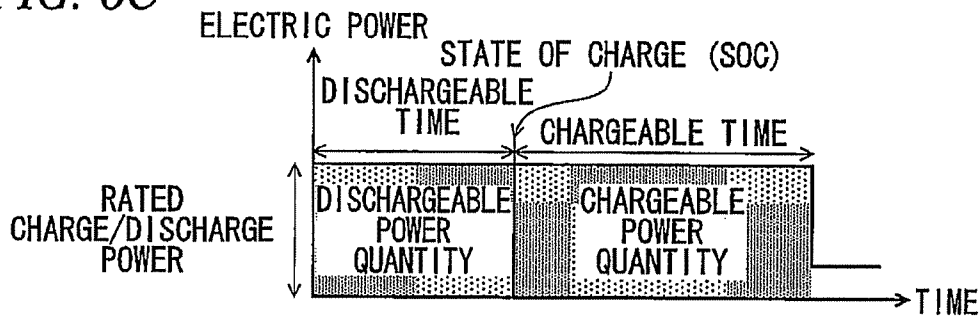 FIG. 6C
ELECTRIC POWER
STATE OF CHARGE (SOC)
DISCHARGEABLE
TIME
CHARGEABLE TIME
RATED
CHARGE/DISCHARGE
POWER
DISCHARGEABLE
POWER
QUANTITY
CHARGEABLE
POWER
QUANTITY
TIME